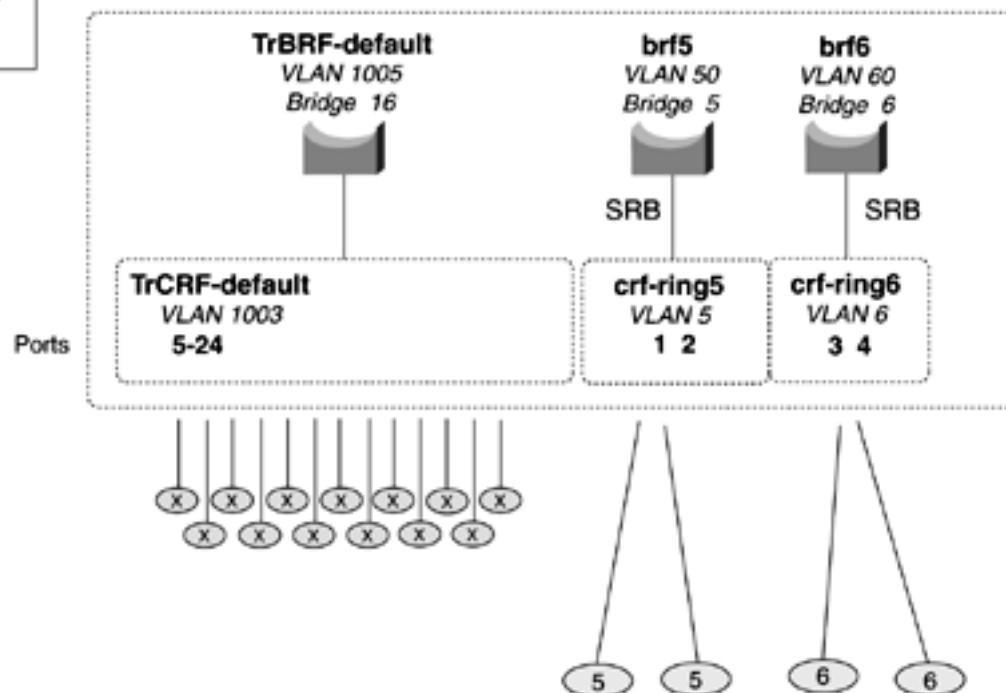 TrBRF-default
VLAN 1005
Bridge 16
brf5
VLAN 50
Bridge 5
brf6
VLAN 60
Bridge 6
SRB
SRB
TrCRF-default
VLAN 1003
5-24
crf-ring5
VLAN 5
1 2
crf-ring6
VLAN 6
3 4
Ports
X X X X X X X
X X X X X X
5
5
6
6